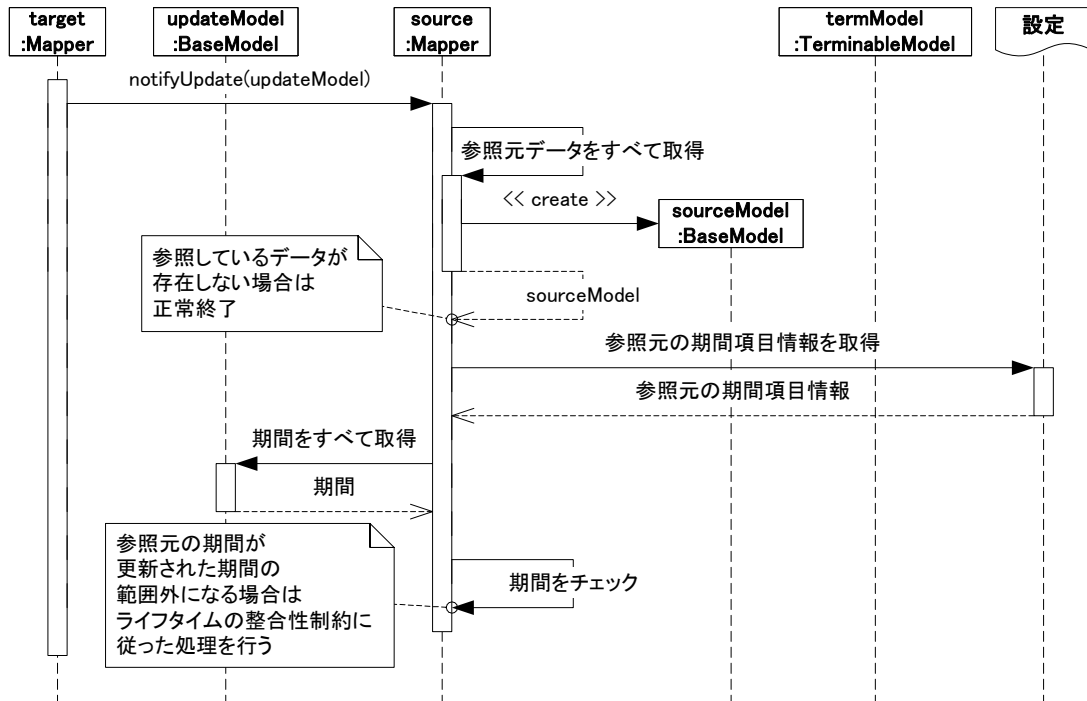 target
:Mapper
updateModel
:BaseModel
source
:Mapper
termModel
:TerminableModel
設定
notifyUpdate(updateModel)
参照元データをすべて取得
<< create >>
sourceModel
:BaseModel
参照しているデータが
存在しない場合は
正常終了
sourceModel
参照元の期間項目情報を取得
参照元の期間項目情報
期間をすべて取得
期間
参照元の期間が
更新された期間の
範囲外になる場合は
ライフタイムの整合性制約に
従った処理を行う
期間をチェック